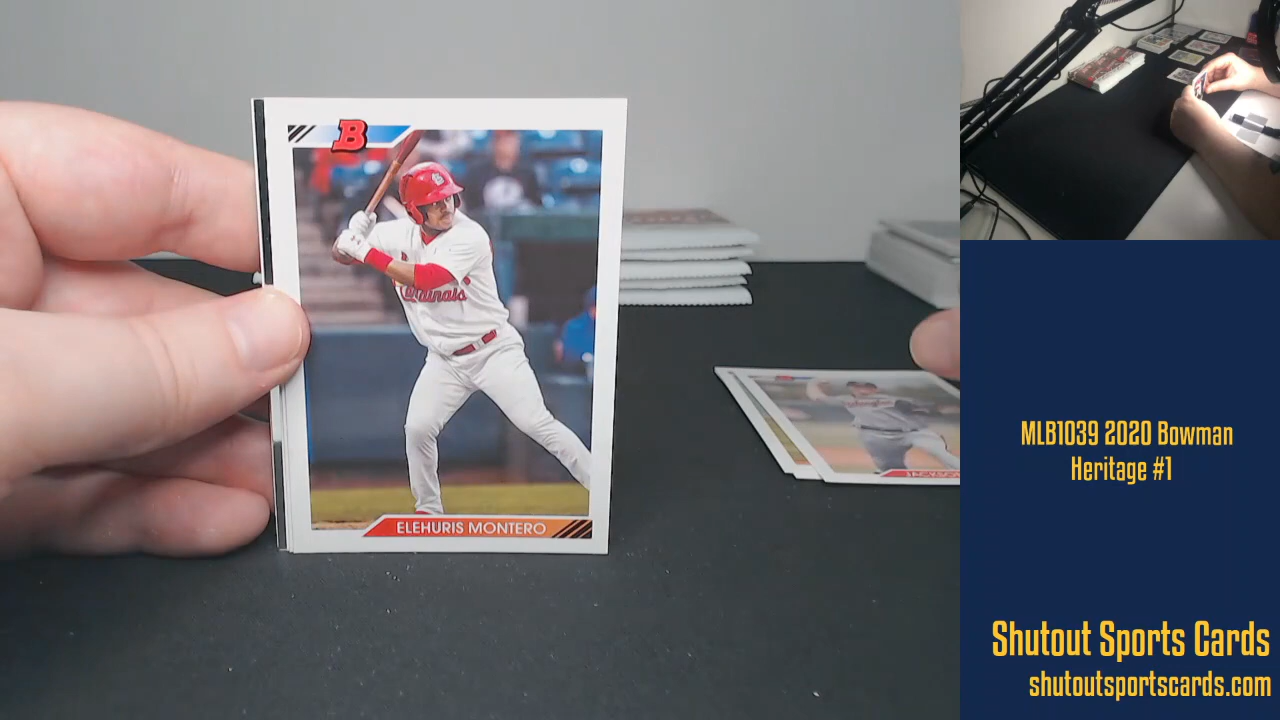 B
Cardinals
ELEHURIS MONTERO
MLB1039 2020 Bowman
Heritage #1
Shutout Sports Cards
shutoutsportscards.com